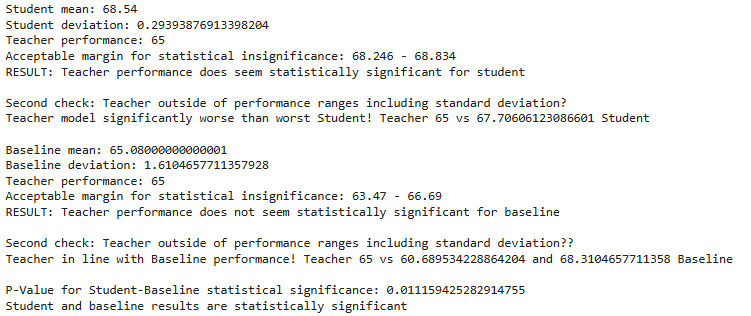 Student mean: 68.54
Student deviation: 0.29393876913398204
Teacher performance: 65
Acceptable margin for statistical insignificance: 68.246 - 68.834
RESULT: Teacher performance does seem statistically significant for student
Second check: Teacher outside of performance ranges including standard deviation?
Teacher model significantly worse than worst Student! Teacher 65 vs 67.70606123086601 Student
Baseline mean: 65.08000000000001
Baseline deviation: 1.6104657711357928
Teacher performance: 65
Acceptable margin for statistical insignificance: 63.47 - 66.69
RESULT: Teacher performance does not seem statistically significant for baseline
Second check: Teacher outside of performance ranges including standard deviation??
Teacher in line with Baseline performance! Teacher 65 vs 60.689534228864204 and 68.3104657711358 Baseline
P-Value for Student-Baseline statistical significance: 0.011159425282914755
Student and baseline results are statistically significant